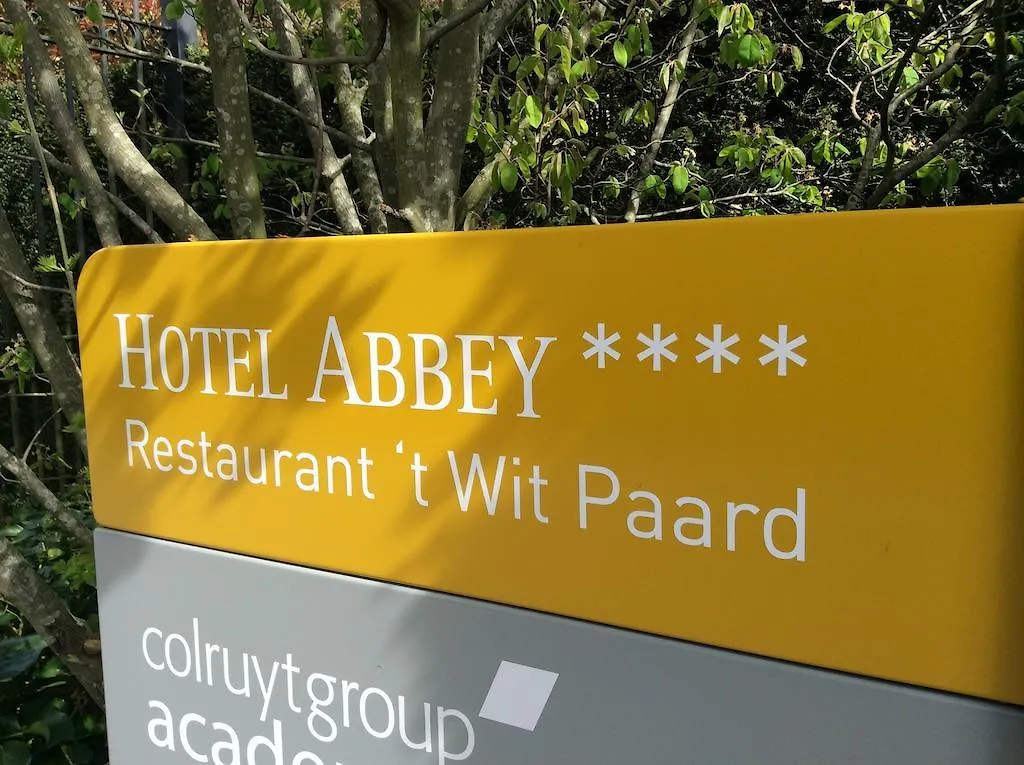 HOTEL ABBEY ****
Restaurant ‘t Wit Paard
colruytgroup